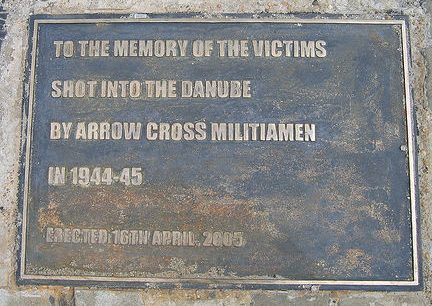 TO THE MEMORY OF THE VICTIMS
SHOT INTO THE DANUBE
BY ARROW CROSS MILITIAMEN
IN 1944-45
ERECTED 16TH APRIL, 2005